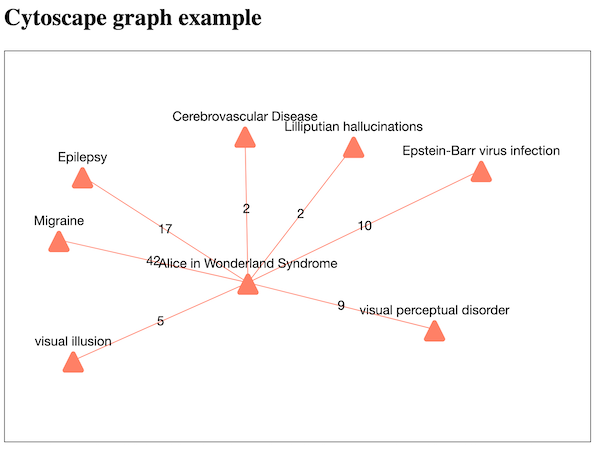 Cytoscape graph example
Cerebrovascular Disease
Lilliputian hallucinations
Epstein-Barr virus infection
Epilepsy
2
2
Migraine
17
10
42
Alice in Wonderland Syndrome
9
visual perceptual disorder
5
visual illusion